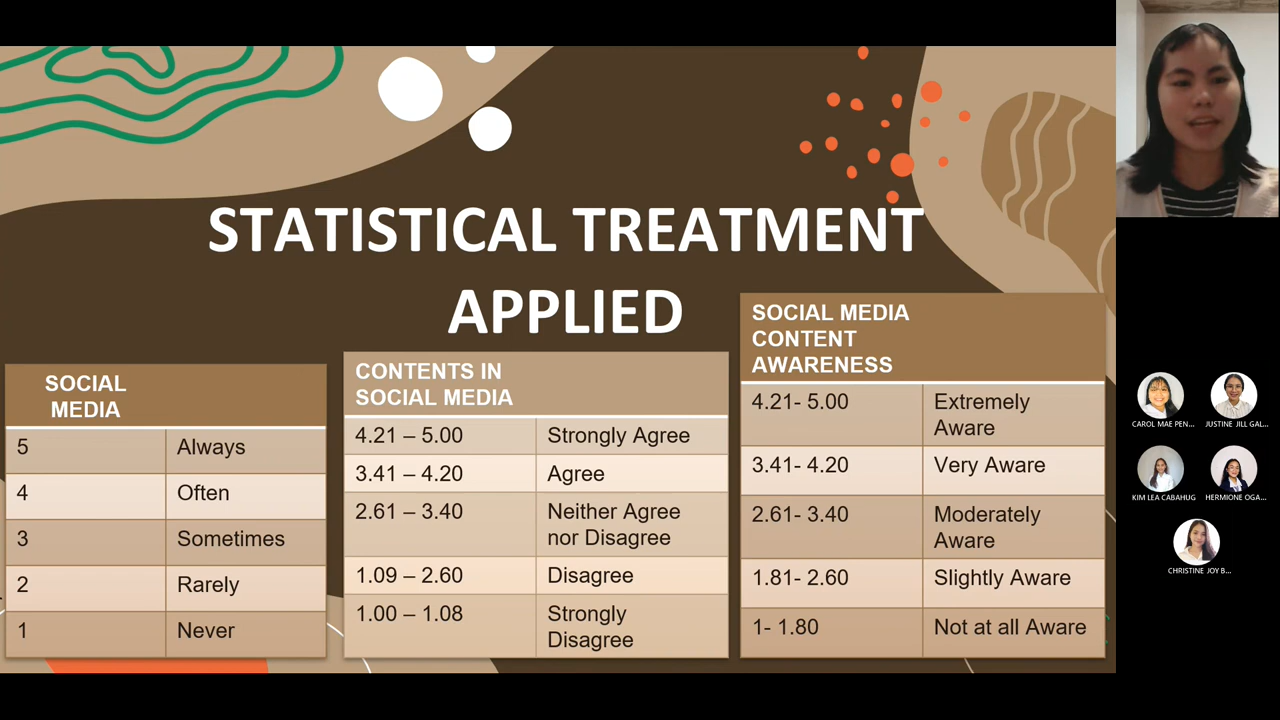 STATISTICAL TREATMENT
APPLIED
SOCIAL
MEDIA
5 Always
4 Often
3 Sometimes
2 Rarely
1 Never
CONTENTS IN
SOCIAL MEDIA
4.21 – 5.00 Strongly Agree
3.41 – 4.20 Agree
2.61 – 3.40 Neither Agree
nor Disagree
1.09 – 2.60 Disagree
1.00 – 1.08 Strongly
Disagree
SOCIAL MEDIA
CONTENT
AWARENESS
4.21- 5.00 Extremely
Aware
3.41- 4.20 Very Aware
2.61- 3.40 Moderately
Aware
1.81- 2.60 Slightly Aware
1- 1.80 Not at all Aware
CAROL MAE PEN...
JUSTINE JILL GAL...
KIM LEA CABAHUG
HERMIONE OGA...
CHRISTINE JOY B...